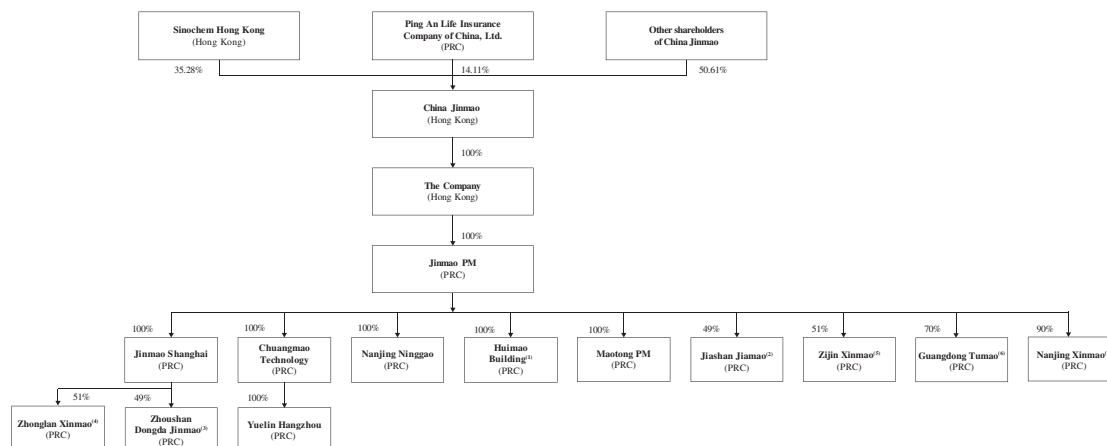 Sinochem Hong Kong
(Hong Kong)
Ping An Life Insurance
Company of China, Ltd.
(PRC)
Other shareholders
of China Jinmao
35.28%
14.11%
50.61%
China Jinmao
(Hong Kong)
100%
The Company
(Hong Kong)
100%
Jinmao PM
(PRC)
100%
100%
100%
100%
100%
49%
51%
70%
90%
Jinmao Shanghai
(PRC)
Chuangmao
Technology
(PRC)
Nanjing Ninggao
(PRC)
Huimao
Building(1)
(PRC)
Maotong PM
(PRC)
Jiashan Jiamao(2)
(PRC)
Zijin Xinmao(5)
(PRC)
Guangdong Tumao(6)
(PRC)
Nanjing Xinmao(
(PRC)
51%
49%
100%
Zhonglan Xinmao(4)
(PRC)
Zhoushan
Dongda Jinmao(3)
(PRC)
Yuelin Hangzhou
(PRC)